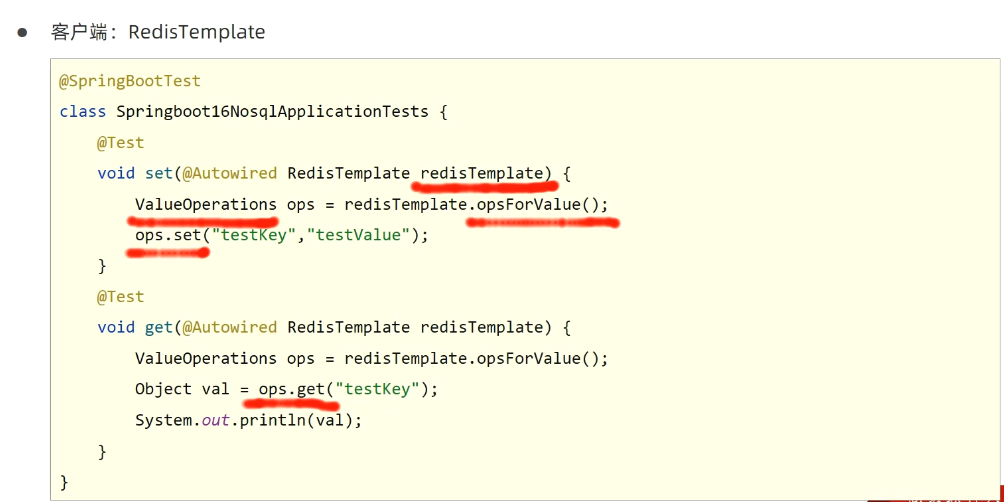 ● 客户端：RedisTemplate
@SpringBootTest
class Springboot16NosqlApplicationTests {
@Test
void set(@Autowired RedisTemplate redisTemplate) {
ValueOperations ops = redisTemplate.opsForValue();
ops.set("testKey","testValue");
}
@Test
void get(@Autowired RedisTemplate redisTemplate) {
ValueOperations ops = redisTemplate.opsForValue();
Object val = ops.get("testKey");
System.out.println(val);
}
}